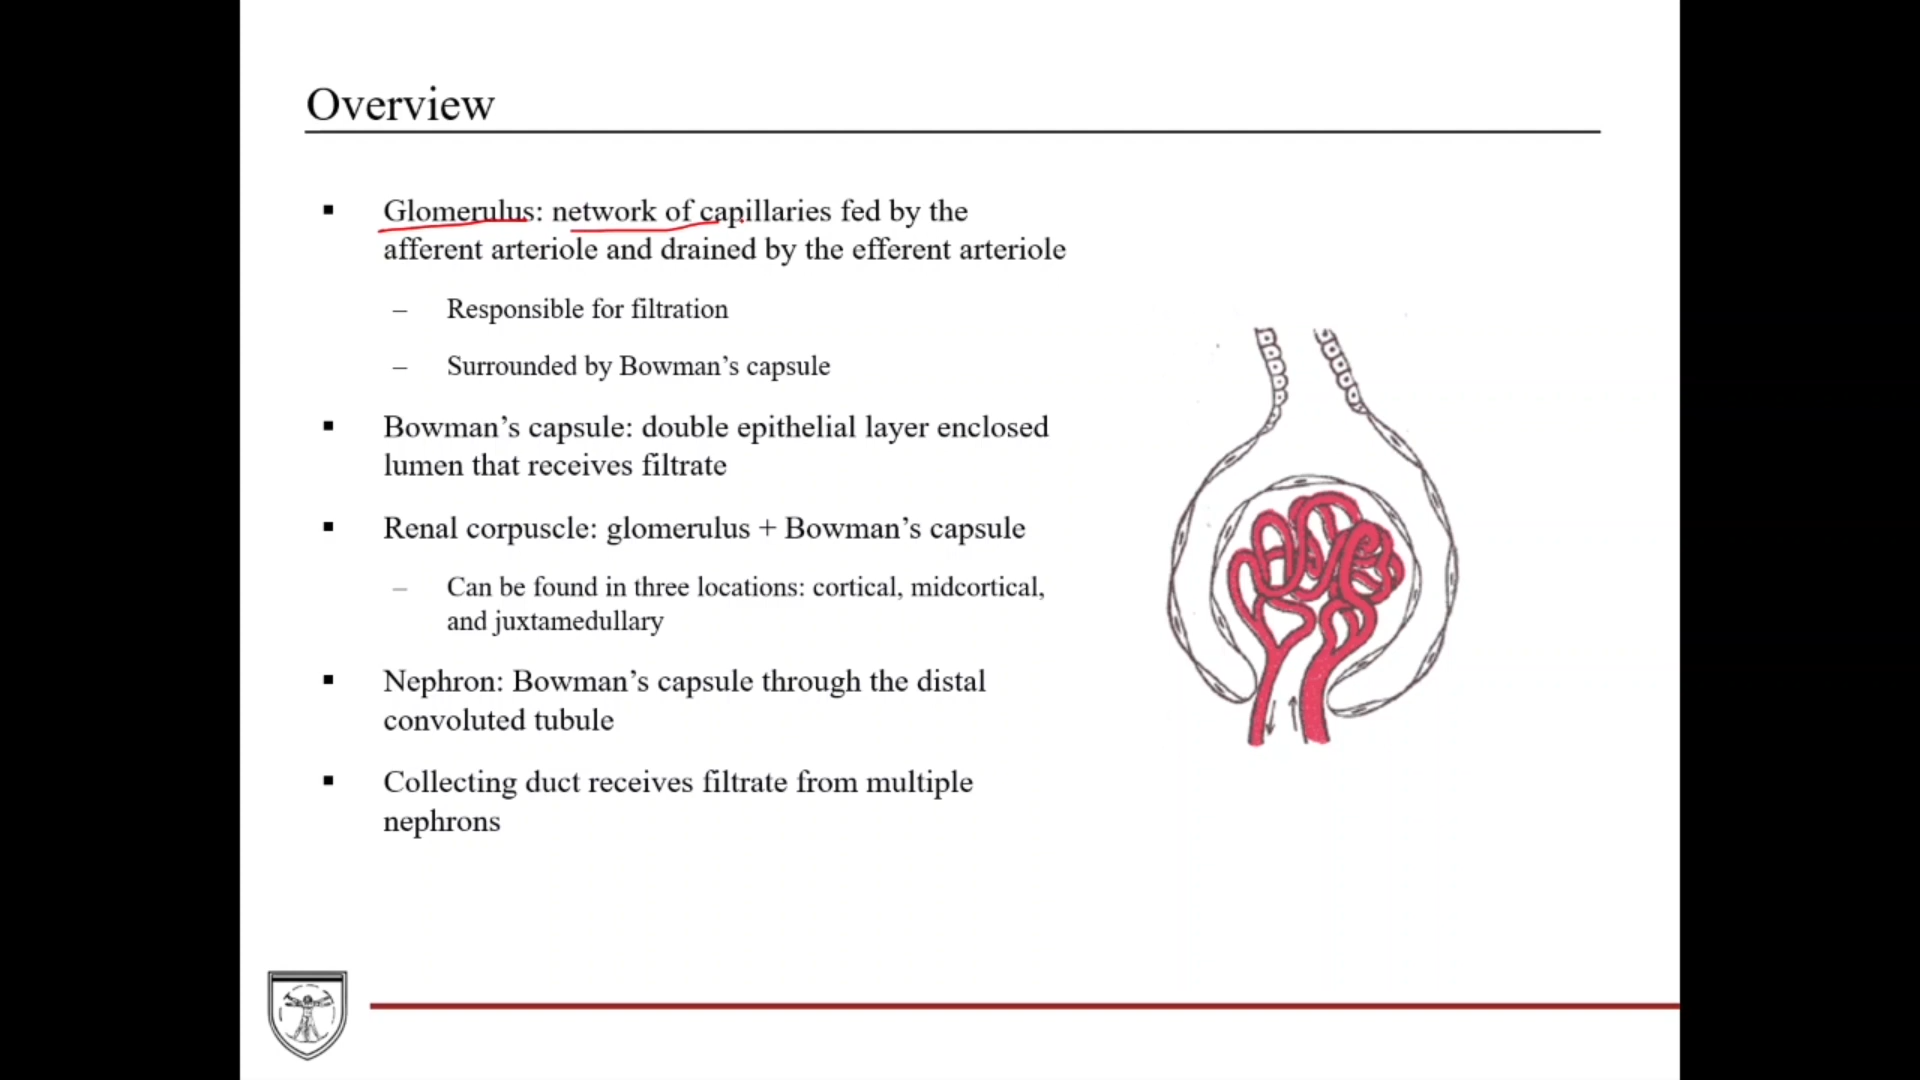 Overview
▪ Glomerulus: network of capillaries fed by the
afferent arteriole and drained by the efferent arteriole
– Responsible for filtration
– Surrounded by Bowman’s capsule
▪ Bowman’s capsule: double epithelial layer enclosed
lumen that receives filtrate
▪ Renal corpuscle: glomerulus + Bowman’s capsule
– Can be found in three locations: cortical, midcortical,
and juxtamedullary
▪ Nephron: Bowman’s capsule through the distal
convoluted tubule
▪ Collecting duct receives filtrate from multiple
nephrons